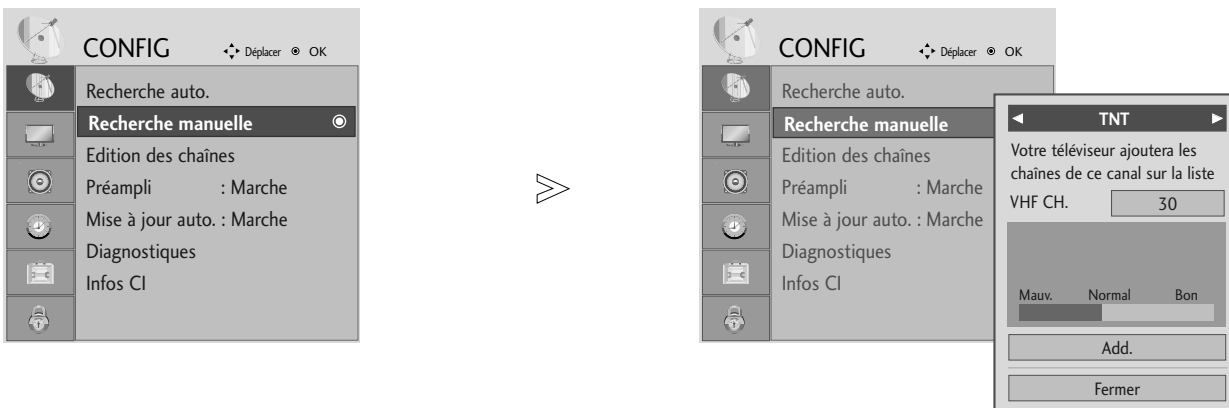 CONFIG
Déplacer OK
Recherche auto.
Recherche manuelle
Edition des chaînes
Préampli : Marche
Mise à jour auto. : Marche
Diagnostiques
Infos CI
CONFIG
Déplacer OK
Recherche auto.
Recherche manuelle
Edition des chaînes
Préampli : Marche
Mise à jour auto. : Marche
Diagnostiques
Infos CI
◀ TNT ▶
Votre téléviseur ajoutera les
chaînes de ce canal sur la liste
VHF CH. 30
Mauv. Normal Bon
Add.
Fermer